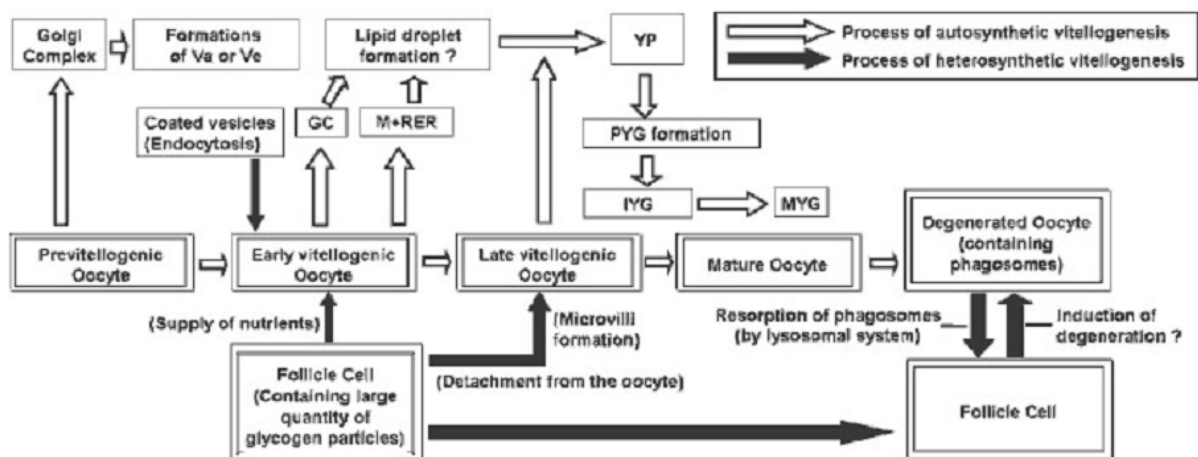 Golgi
Complex
Formations
of Va or Ve
Lipid droplet
formation ?
YP
Process of autosynthetic vitellogenesis
Process of heterosynthetic vitellogenesis
Coated vesicles
(Endocytosis)
GC
M+RER
PYG formation
IYG
MYG
Previtellogenic
Oocyte
Early vitellogenic
Oocyte
Late vitellogenic
Oocyte
Mature Oocyte
Degenerated Oocyte
(containing
phagosomes)
(Supply of nutrients)
(Microvilli
formation)
Resorption of phagosomes
(by lysosomal system)
Induction of
degeneration ?
Follicle Cell
(Containing large
quantity of
glycogen particles)
(Detachment from the oocyte)
Follicle Cell